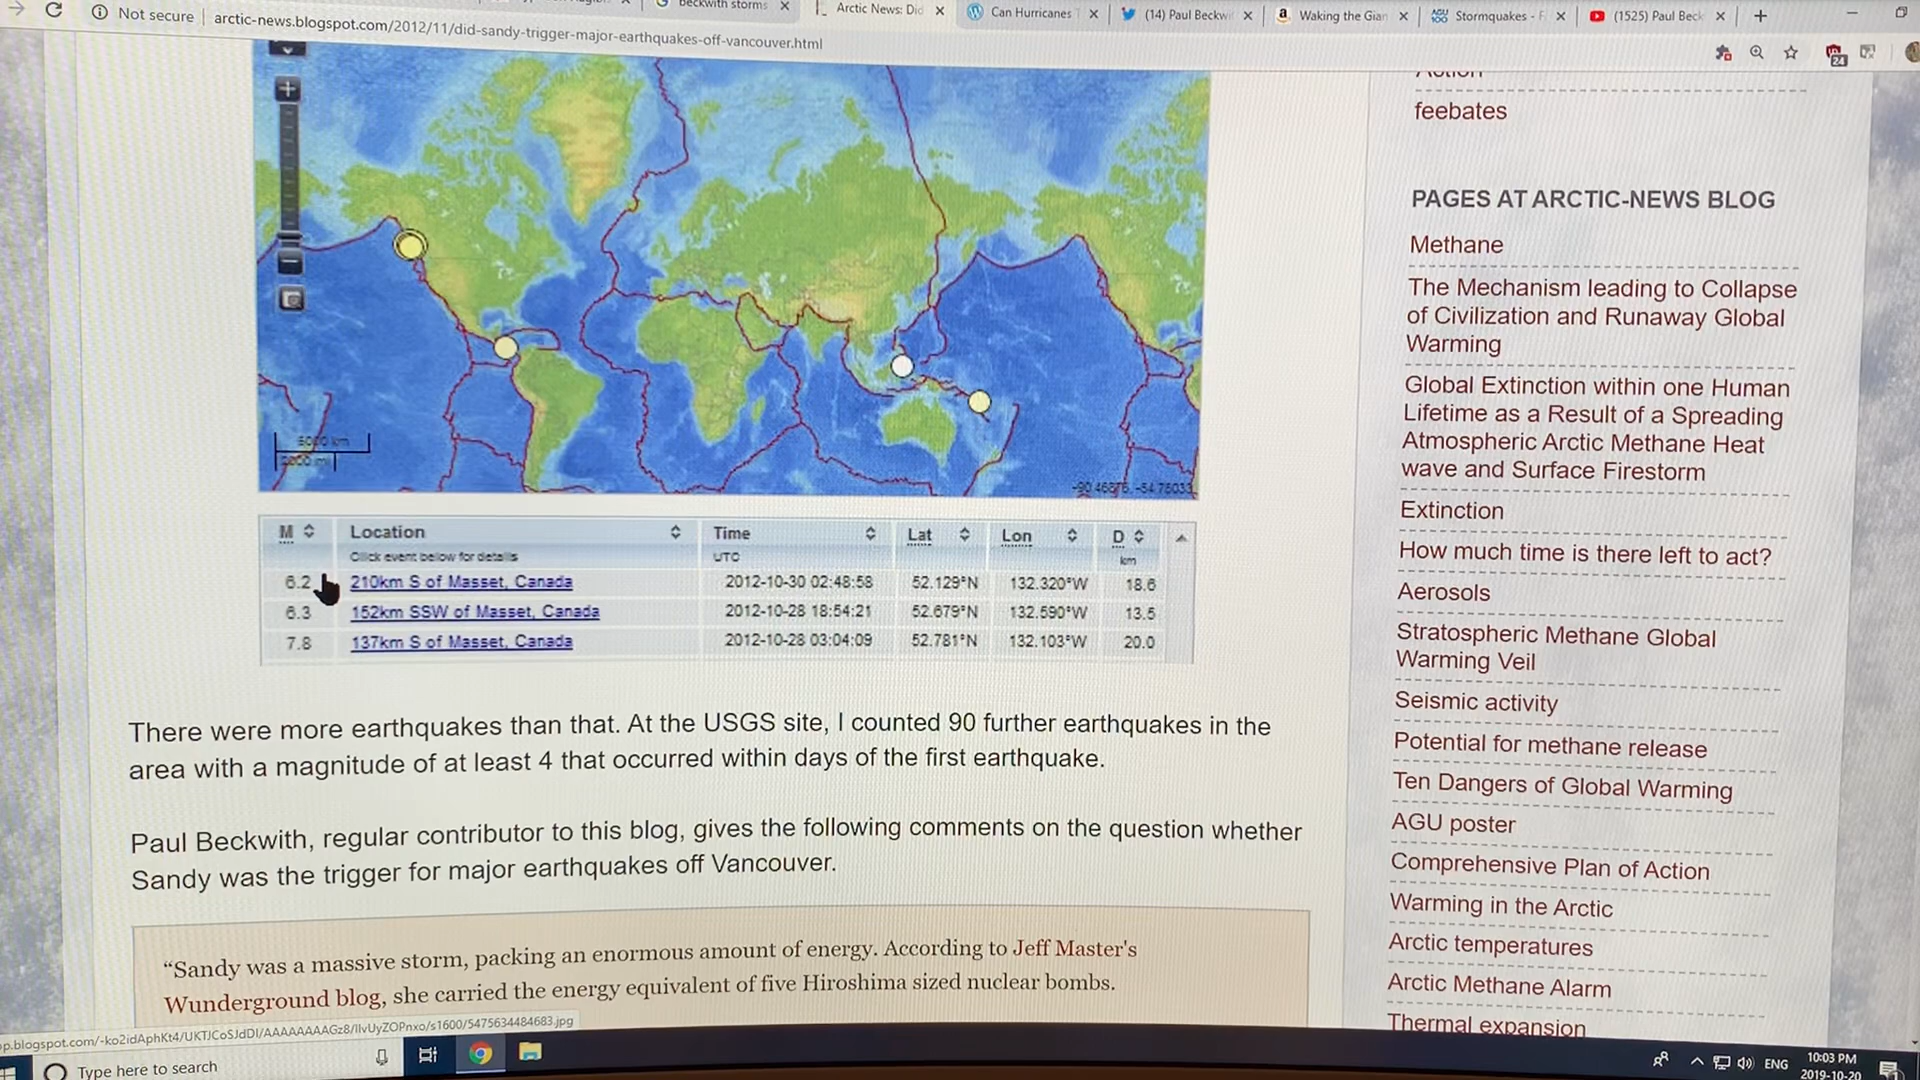 beckwith storms
Arctic News: Did
Can Hurricanes T
(14) Paul Beckwi
Waking the Gian
Stormquakes - F
(1525) Paul Beck
Not secure
arctic-news.blogspot.com/2012/11/did-sandy-trigger-major-earthquakes-off-vancouver.html
24
-90.46875, -54.75033
M Location Time Lat Lon D
Click event below for details UTC km
6.2 210km S of Masset, Canada 2012-10-30 02:48:58 52.129°N 132.320°W 18.6
6.3 152km SSW of Masset, Canada 2012-10-28 18:54:21 52.679°N 132.590°W 13.5
7.8 137km S of Masset, Canada 2012-10-28 03:04:09 52.781°N 132.103°W 20.0
There were more earthquakes than that. At the USGS site, I counted 90 further earthquakes in the
area with a magnitude of at least 4 that occurred within days of the first earthquake.
Paul Beckwith, regular contributor to this blog, gives the following comments on the question whether
Sandy was the trigger for major earthquakes off Vancouver.
“Sandy was a massive storm, packing an enormous amount of energy. According to Jeff Master's
Wunderground blog, she carried the energy equivalent of five Hiroshima sized nuclear bombs.
Action
feebates
PAGES AT ARCTIC-NEWS BLOG
Methane
The Mechanism leading to Collapse
of Civilization and Runaway Global
Warming
Global Extinction within one Human
Lifetime as a Result of a Spreading
Atmospheric Arctic Methane Heat
wave and Surface Firestorm
Extinction
How much time is there left to act?
Aerosols
Stratospheric Methane Global
Warming Veil
Seismic activity
Potential for methane release
Ten Dangers of Global Warming
AGU poster
Comprehensive Plan of Action
Warming in the Arctic
Arctic temperatures
Arctic Methane Alarm
Thermal expansion
Type here to search
ENG
10:03 PM
2019-10-20